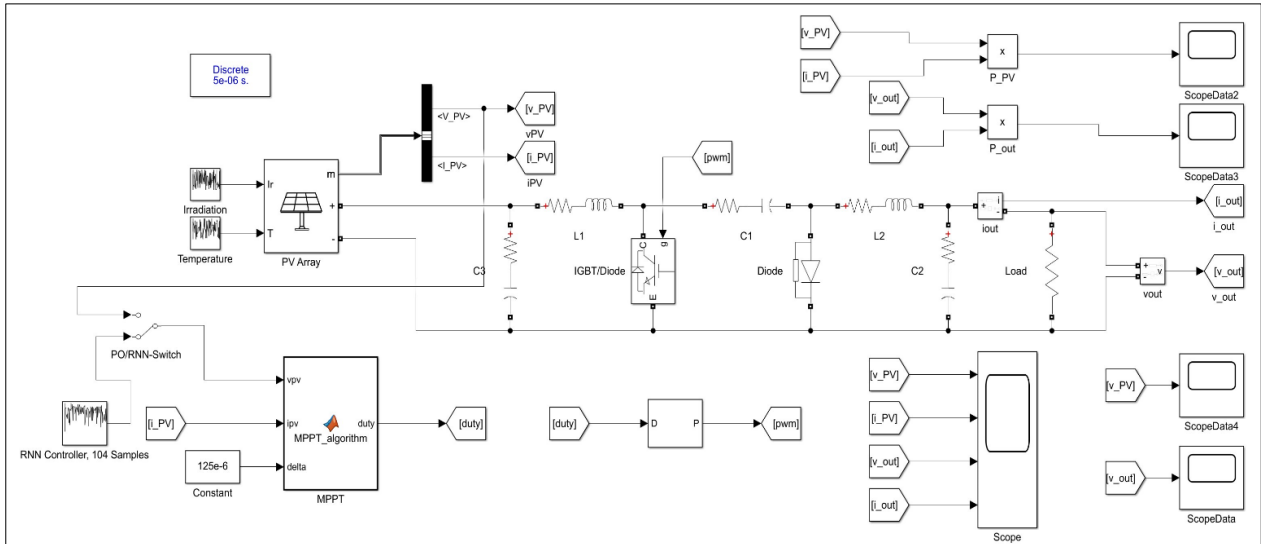 Discrete
5e-06 s.
<V_PV>
[v_PV]
vPV
<I_PV>
[i_PV]
iPV
[v_PV]
[i_PV]
x
P_PV
ScopeData2
[v_out]
[i_out]
x
P_out
ScopeData3
[pwm]
Irradiation
Temperature
Ir
T
m
+
-
PV Array
C3
L1
C
g
E
IGBT/Diode
C1
Diode
L2
C2
+
i
-
iout
Load
[i_out]
i_out
+
-
v
vout
[v_out]
v_out
PO/RNN-Switch
RNN Controller, 104 Samples
[i_PV]
125e-6
Constant
vpv
ipv
delta
duty
MPPT_algorithm
MPPT
[duty]
[duty]
D
P
[pwm]
[v_PV]
[i_PV]
[v_out]
[i_out]
Scope
[v_PV]
ScopeData4
[v_out]
ScopeData